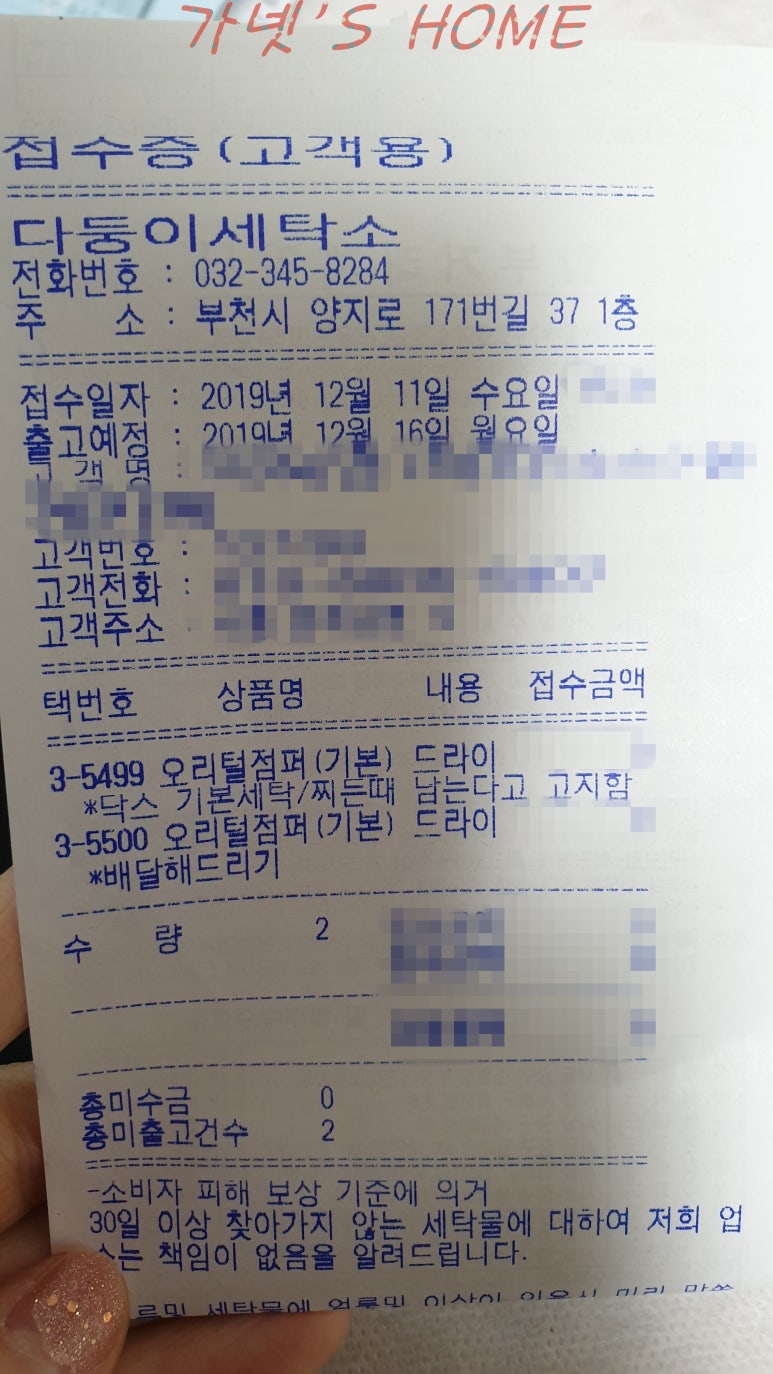 가넷'S HOME
접수증(고객용)
다둥이세탁소
전화번호 : 032-345-8284
주 소 : 부천시 양지로 171번길 37 1층
접수일자 : 2019년 12월 11일 수요일
출고예정 : 2019년 12월 16일 월요일
고객명 :
고객번호 :
고객전화 :
고객주소
택번호 상품명 내용 접수금액
3-5499 오리털점퍼(기본) 드라이
*닥스 기본세탁/찌든때 남는다고 고지함
3-5500 오리털점퍼(기본) 드라이
*배달해드리기
수 량 2
총미수금 0
총미출고건수 2
-소비자 피해 보상 기준에 의거
30일 이상 찾아가지 않는 세탁물에 대하여 저희 업
소는 책임이 없음을 알려드립니다.
세탁물에